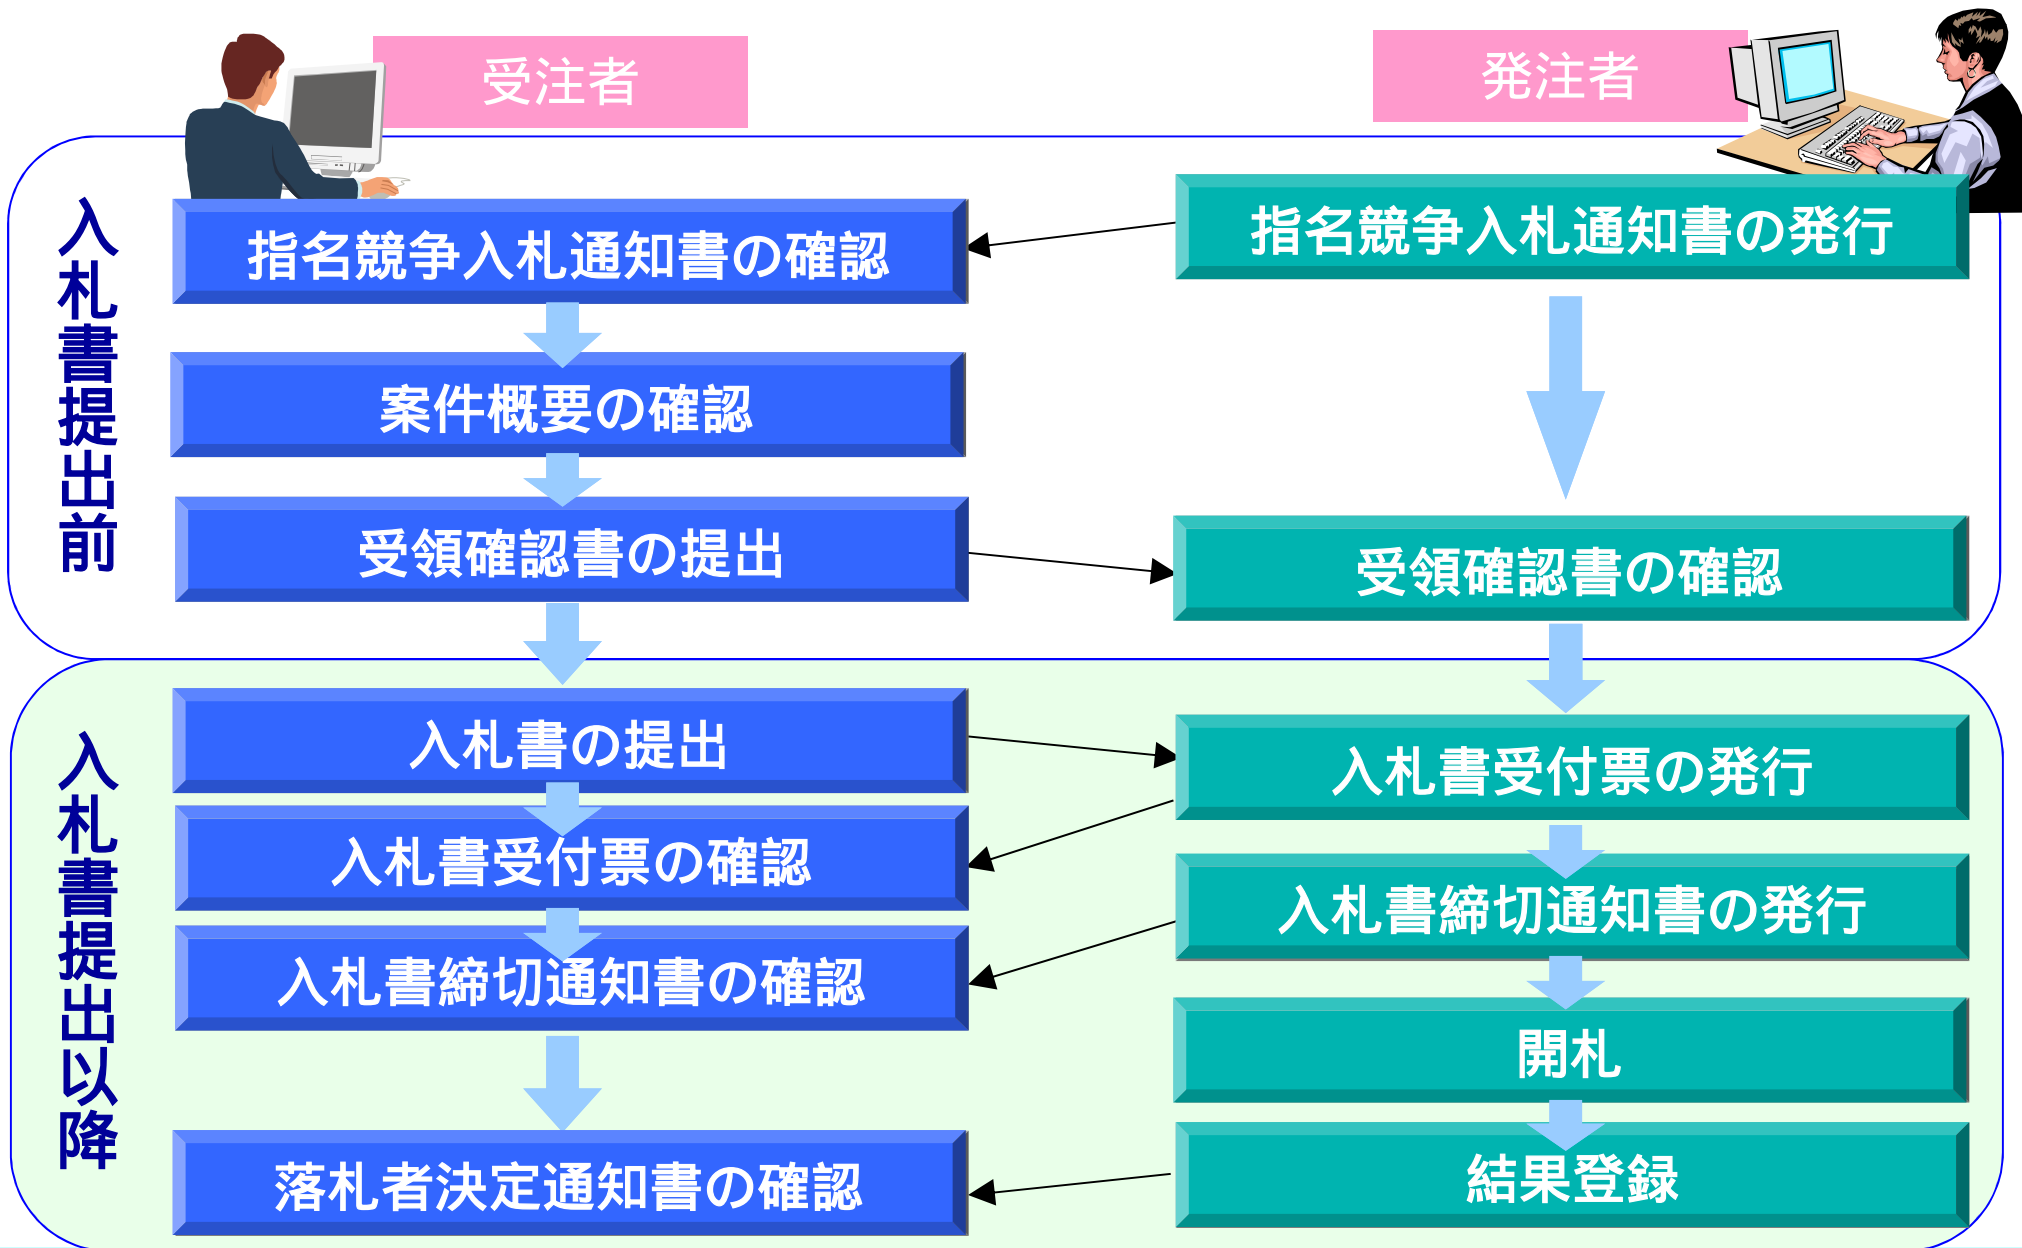 受注者
発注者
入札書提出前
指名競争入札通知書の発行
指名競争入札通知書の確認
案件概要の確認
受領確認書の提出
受領確認書の確認
入札書提出以降
入札書の提出
入札書受付票の発行
入札書受付票の確認
入札書締切通知書の発行
入札書締切通知書の確認
開札
結果登録
落札者決定通知書の確認